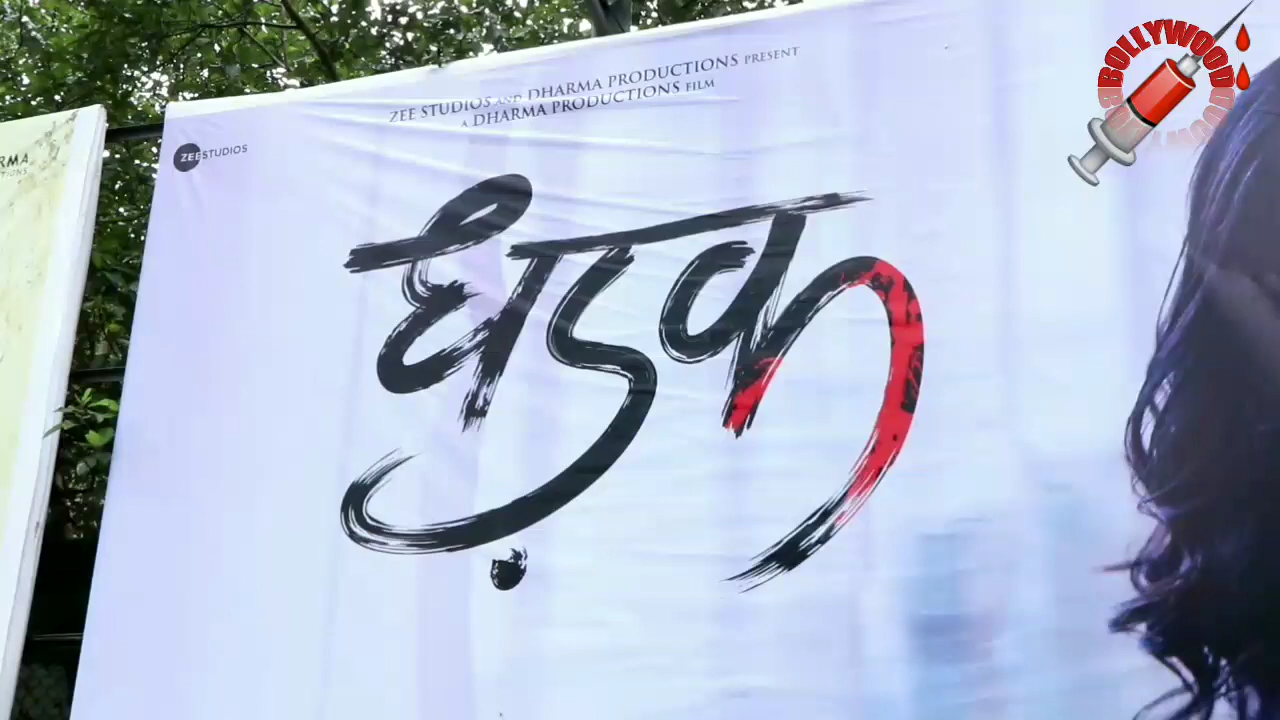 ZEE STUDIOS AND DHARMA PRODUCTIONS PRESENT
A DHARMA PRODUCTIONS FILM
ZEESTUDIOS
धड़क
BOLLYWOOD